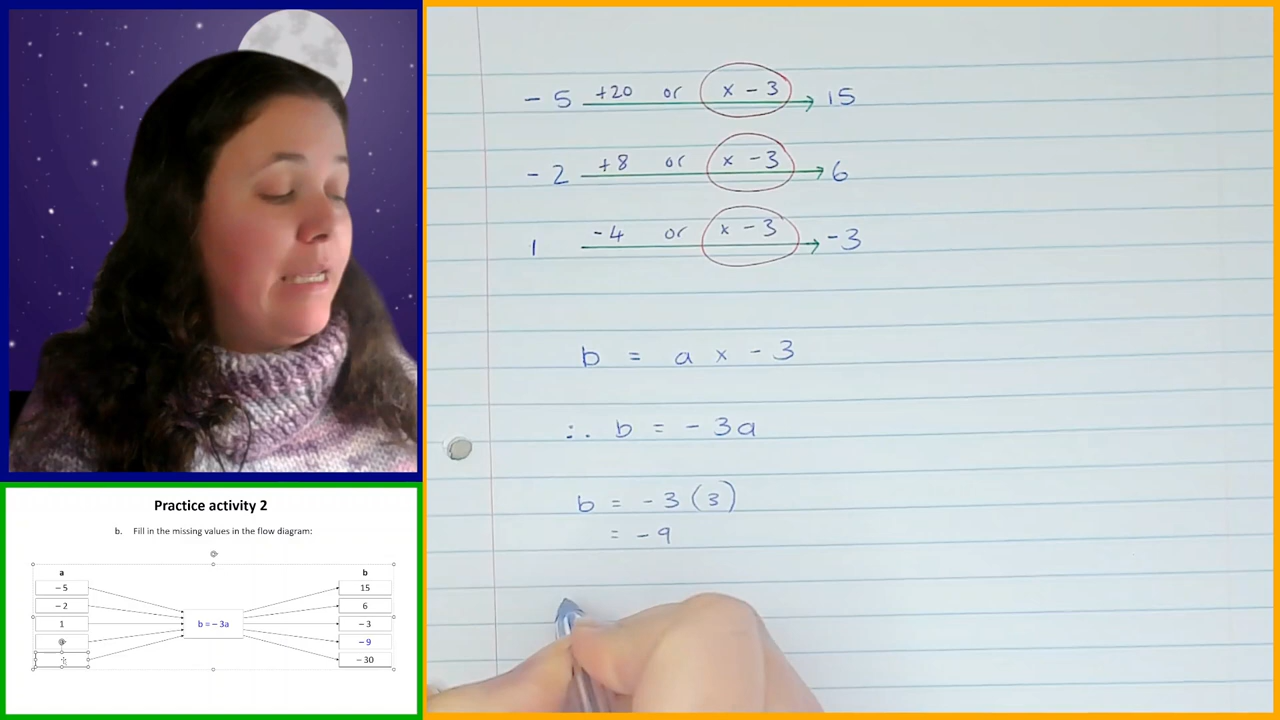 - 5 +20 or x - 3 15
- 2 +8 or x - 3 6
1 - 4 or x - 3 - 3
b = a x - 3
∴ b = - 3a
b = - 3 (3)
= - 9
Practice activity 2
b. Fill in the missing values in the flow diagram:
a b
– 5 15
– 2 6
1 b = – 3a – 3
– 9
– 30